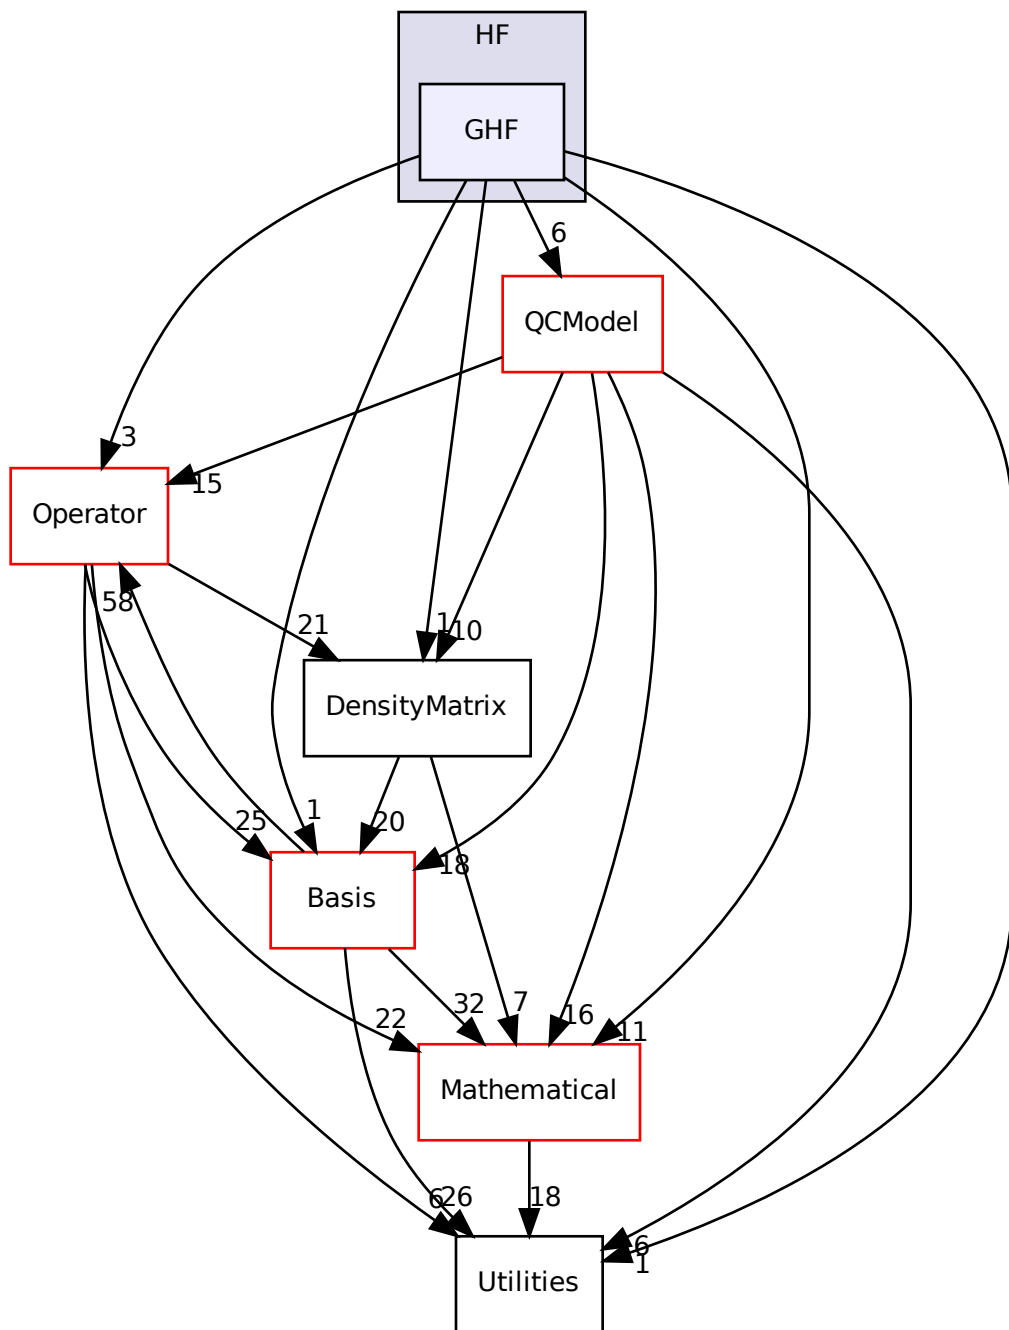 HF
GHF
6
QCModel
3
15
Operator
58
21
1
10
DensityMatrix
25
1
20
18
Basis
22
32
7
16
11
Mathematical
6
26
18
6
1
Utilities